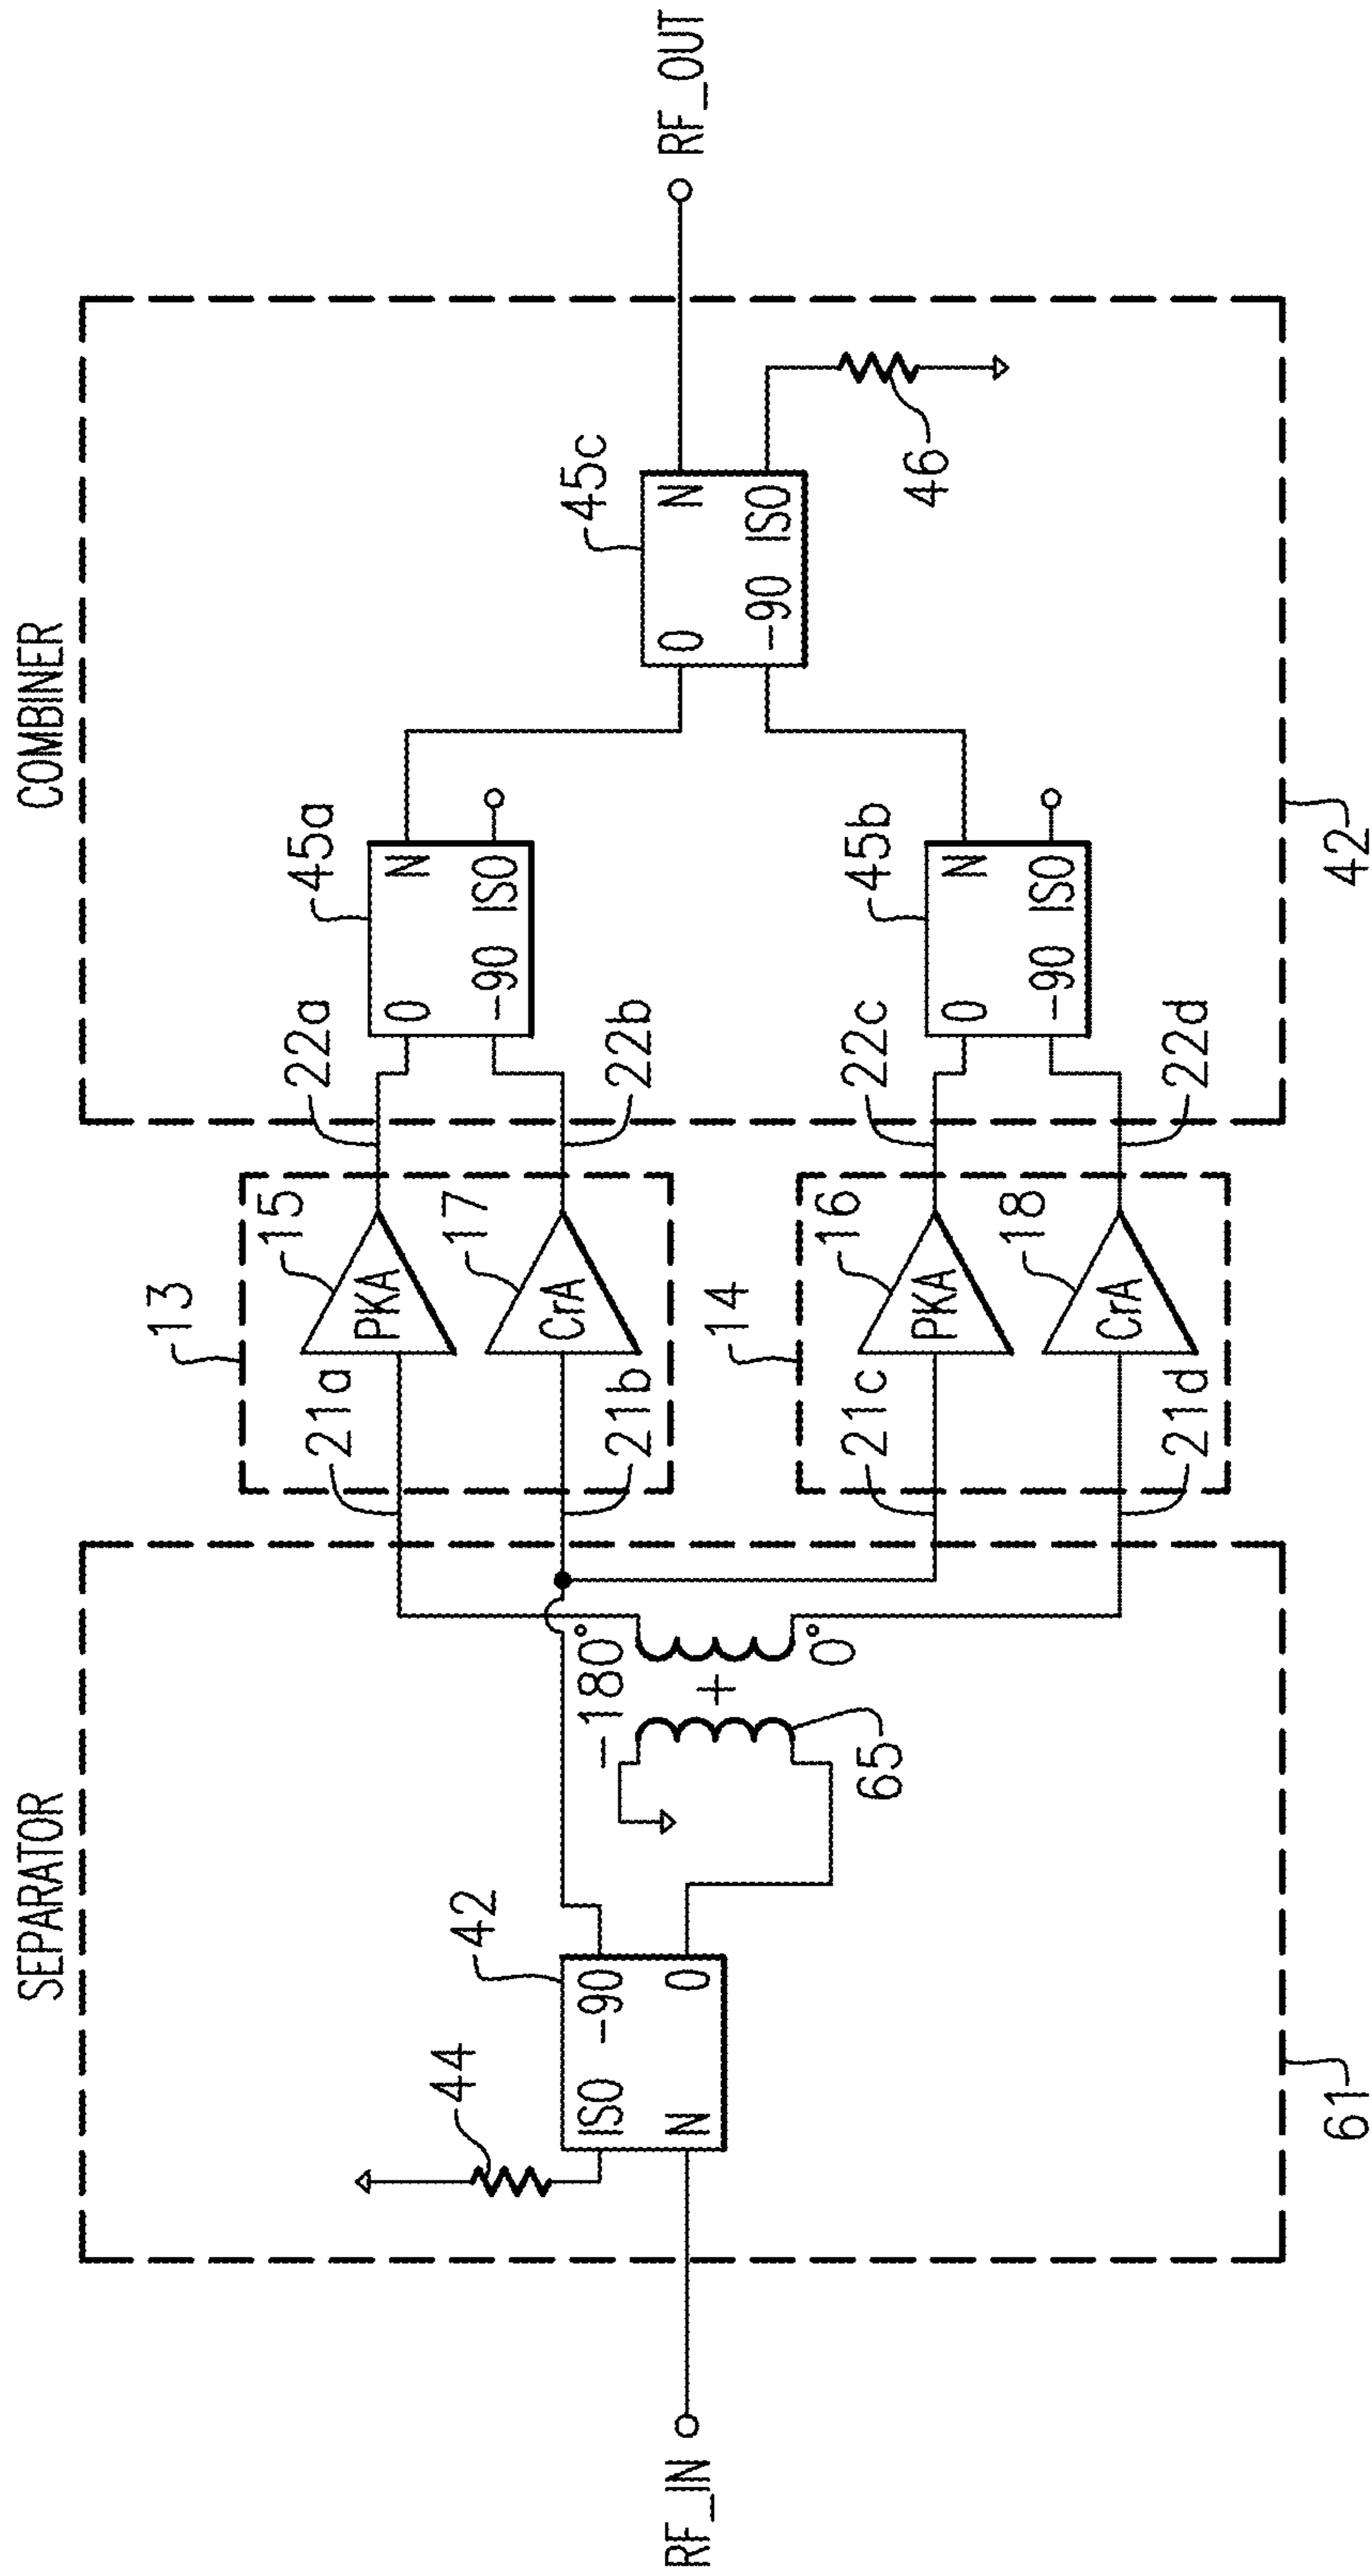 SEPARATOR
COMBINER
RF_IN
44
ISO -90
N 0
42
-180°
+
0°
65
61
13
21a
PKA
15
21b
CrA
17
14
21c
PKA
16
21d
CrA
18
22a
22b
22c
22d
45a
0 N
-90 ISO
45b
0 N
-90 ISO
45c
0 N
-90 ISO
46
42
RF_OUT